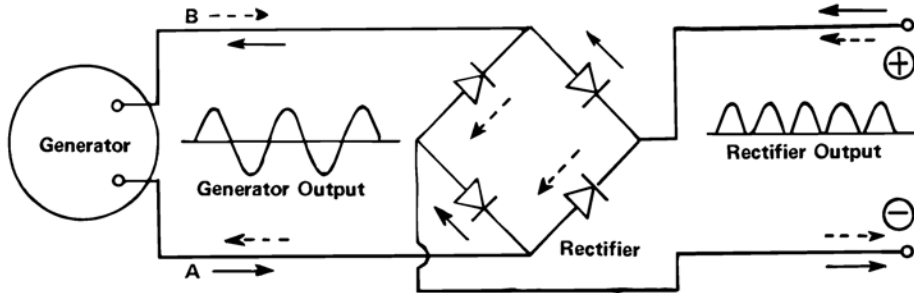 B
Generator
Generator Output
Rectifier Output
+
−
Rectifier
A